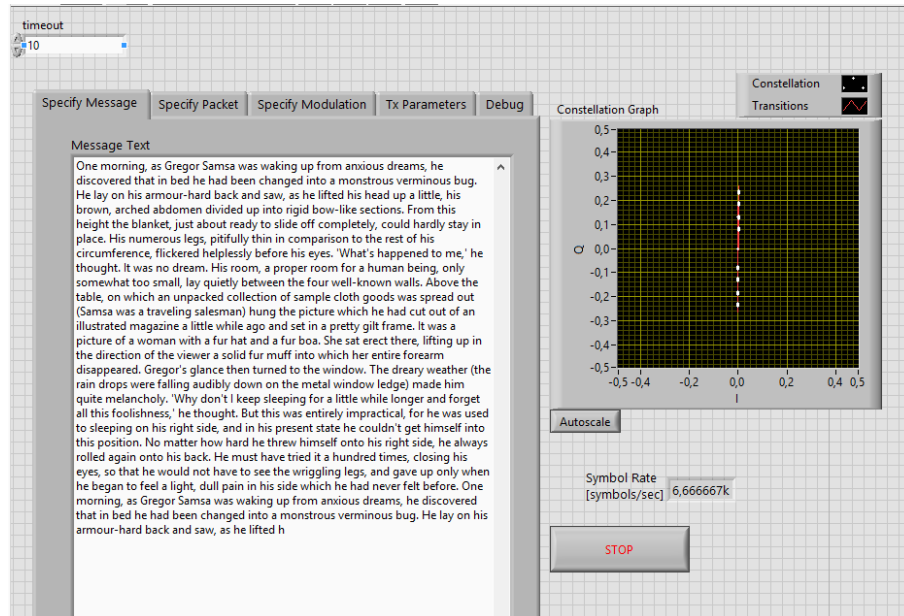 timeout
10
Specify Message
Specify Packet
Specify Modulation
Tx Parameters
Debug
Message Text
One morning, as Gregor Samsa was waking up from anxious dreams, he
discovered that in bed he had been changed into a monstrous verminous bug.
He lay on his armour-hard back and saw, as he lifted his head up a little, his
brown, arched abdomen divided up into rigid bow-like sections. From this
height the blanket, just about ready to slide off completely, could hardly stay in
place. His numerous legs, pitifully thin in comparison to the rest of his
circumference, flickered helplessly before his eyes. 'What's happened to me,' he
thought. It was no dream. His room, a proper room for a human being, only
somewhat too small, lay quietly between the four well-known walls. Above the
table, on which an unpacked collection of sample cloth goods was spread out
(Samsa was a traveling salesman) hung the picture which he had cut out of an
illustrated magazine a little while ago and set in a pretty gilt frame. It was a
picture of a woman with a fur hat and a fur boa. She sat erect there, lifting up in
the direction of the viewer a solid fur muff into which her entire forearm
disappeared. Gregor's glance then turned to the window. The dreary weather (the
rain drops were falling audibly down on the metal window ledge) made him
quite melancholy. 'Why don't I keep sleeping for a little while longer and forget
all this foolishness,' he thought. But this was entirely impractical, for he was used
to sleeping on his right side, and in his present state he couldn't get himself into
this position. No matter how hard he threw himself onto his right side, he always
rolled again onto his back. He must have tried it a hundred times, closing his
eyes, so that he would not have to see the wriggling legs, and gave up only when
he began to feel a light, dull pain in his side which he had never felt before. One
morning, as Gregor Samsa was waking up from anxious dreams, he discovered
that in bed he had been changed into a monstrous verminous bug. He lay on his
armour-hard back and saw, as he lifted h
Constellation Graph
Constellation
Transitions
0,5
0,4
0,3
0,2
0,1
0,0
-0,1
-0,2
-0,3
-0,4
-0,5
Q
-0,5 -0,4 -0,2 0,0 0,2 0,4 0,5
I
Autoscale
Symbol Rate
[symbols/sec]
6,666667k
STOP